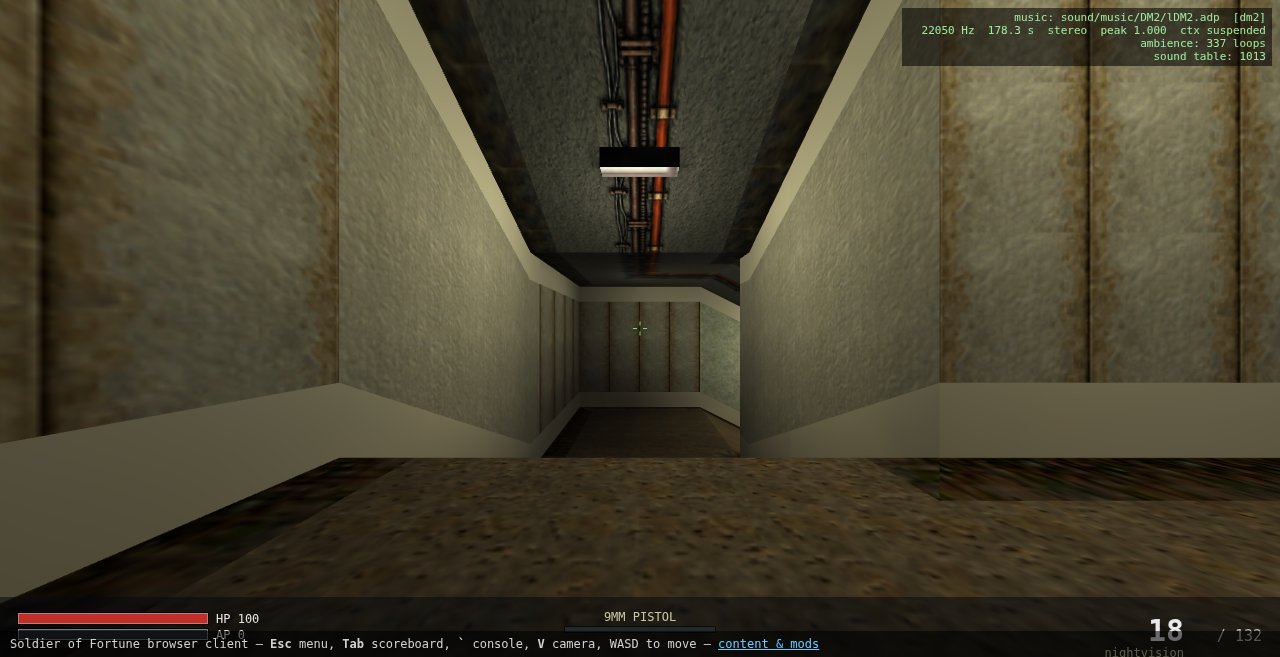 music: sound/music/DM2/lDM2.adp [dm2]
22050 Hz 178.3 s stereo peak 1.000 ctx suspended
ambience: 337 loops
sound table: 1013
HP 100
9MM PISTOL
AP 0
18 / 132
Soldier of Fortune browser client — Esc menu, Tab scoreboard, ` console, V camera, WASD to move — content & mods
nightvision